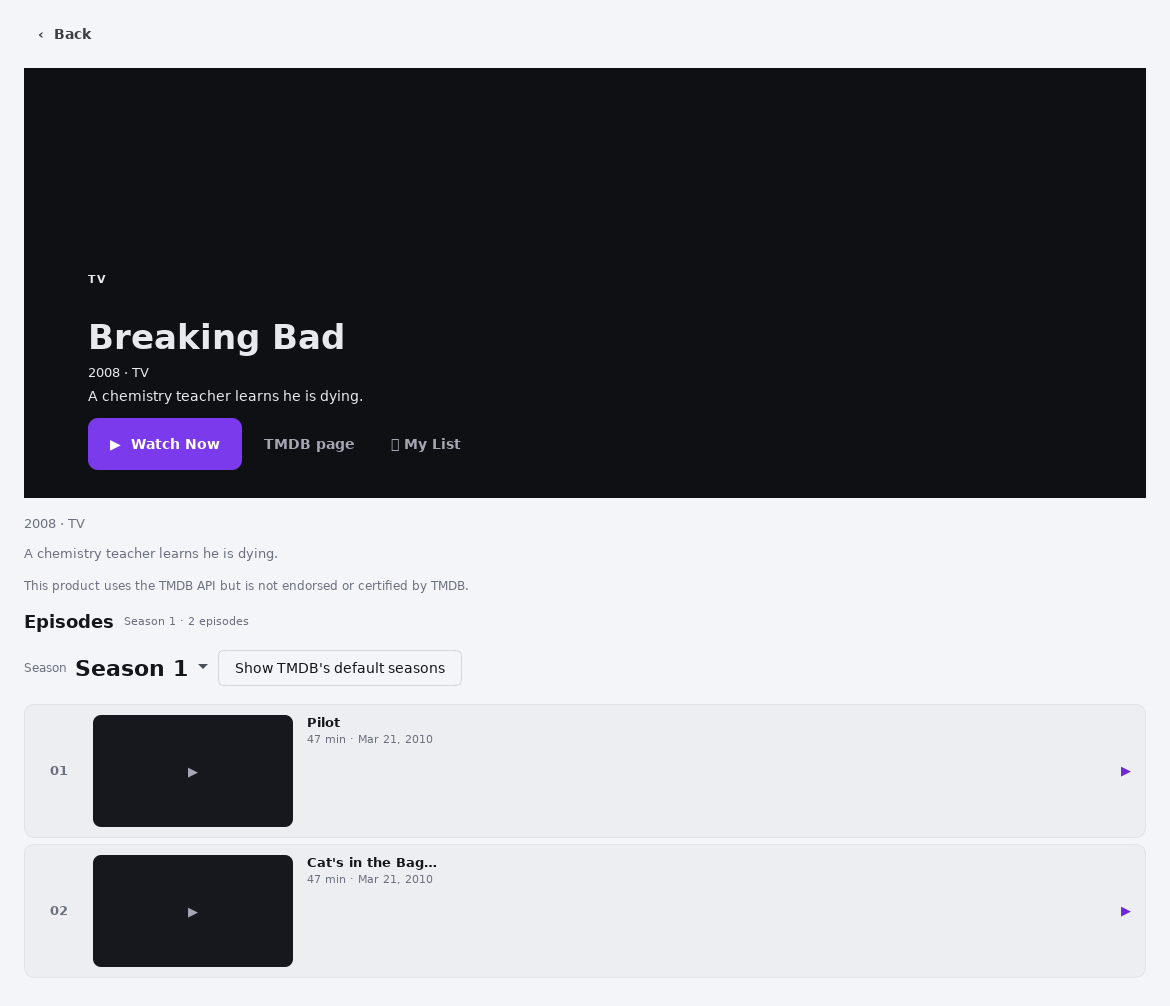 ‹ Back
TV
Breaking Bad
2008 · TV
A chemistry teacher learns he is dying.
▶ Watch Now TMDB page My List
2008 · TV
A chemistry teacher learns he is dying.
This product uses the TMDB API but is not endorsed or certified by TMDB.
Episodes Season 1 · 2 episodes
Season Season 1 Show TMDB's default seasons
Pilot
47 min · Mar 21, 2010
01
Cat's in the Bag…
47 min · Mar 21, 2010
02